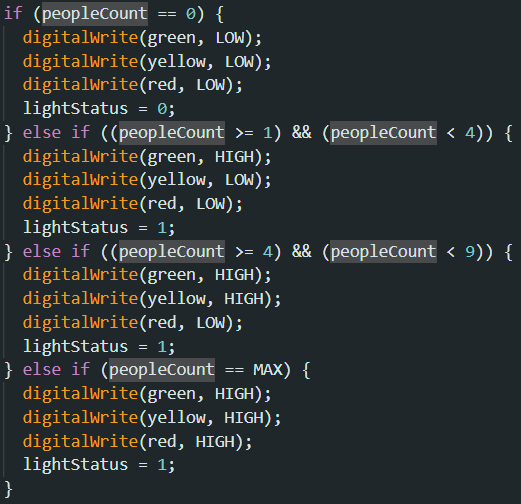 if (peopleCount == 0) {
  digitalWrite(green, LOW);
  digitalWrite(yellow, LOW);
  digitalWrite(red, LOW);
  lightStatus = 0;
} else if ((peopleCount >= 1) && (peopleCount < 4)) {
  digitalWrite(green, HIGH);
  digitalWrite(yellow, LOW);
  digitalWrite(red, LOW);
  lightStatus = 1;
} else if ((peopleCount >= 4) && (peopleCount < 9)) {
  digitalWrite(green, HIGH);
  digitalWrite(yellow, HIGH);
  digitalWrite(red, LOW);
  lightStatus = 1;
} else if (peopleCount == MAX) {
  digitalWrite(green, HIGH);
  digitalWrite(yellow, HIGH);
  digitalWrite(red, HIGH);
  lightStatus = 1;
}